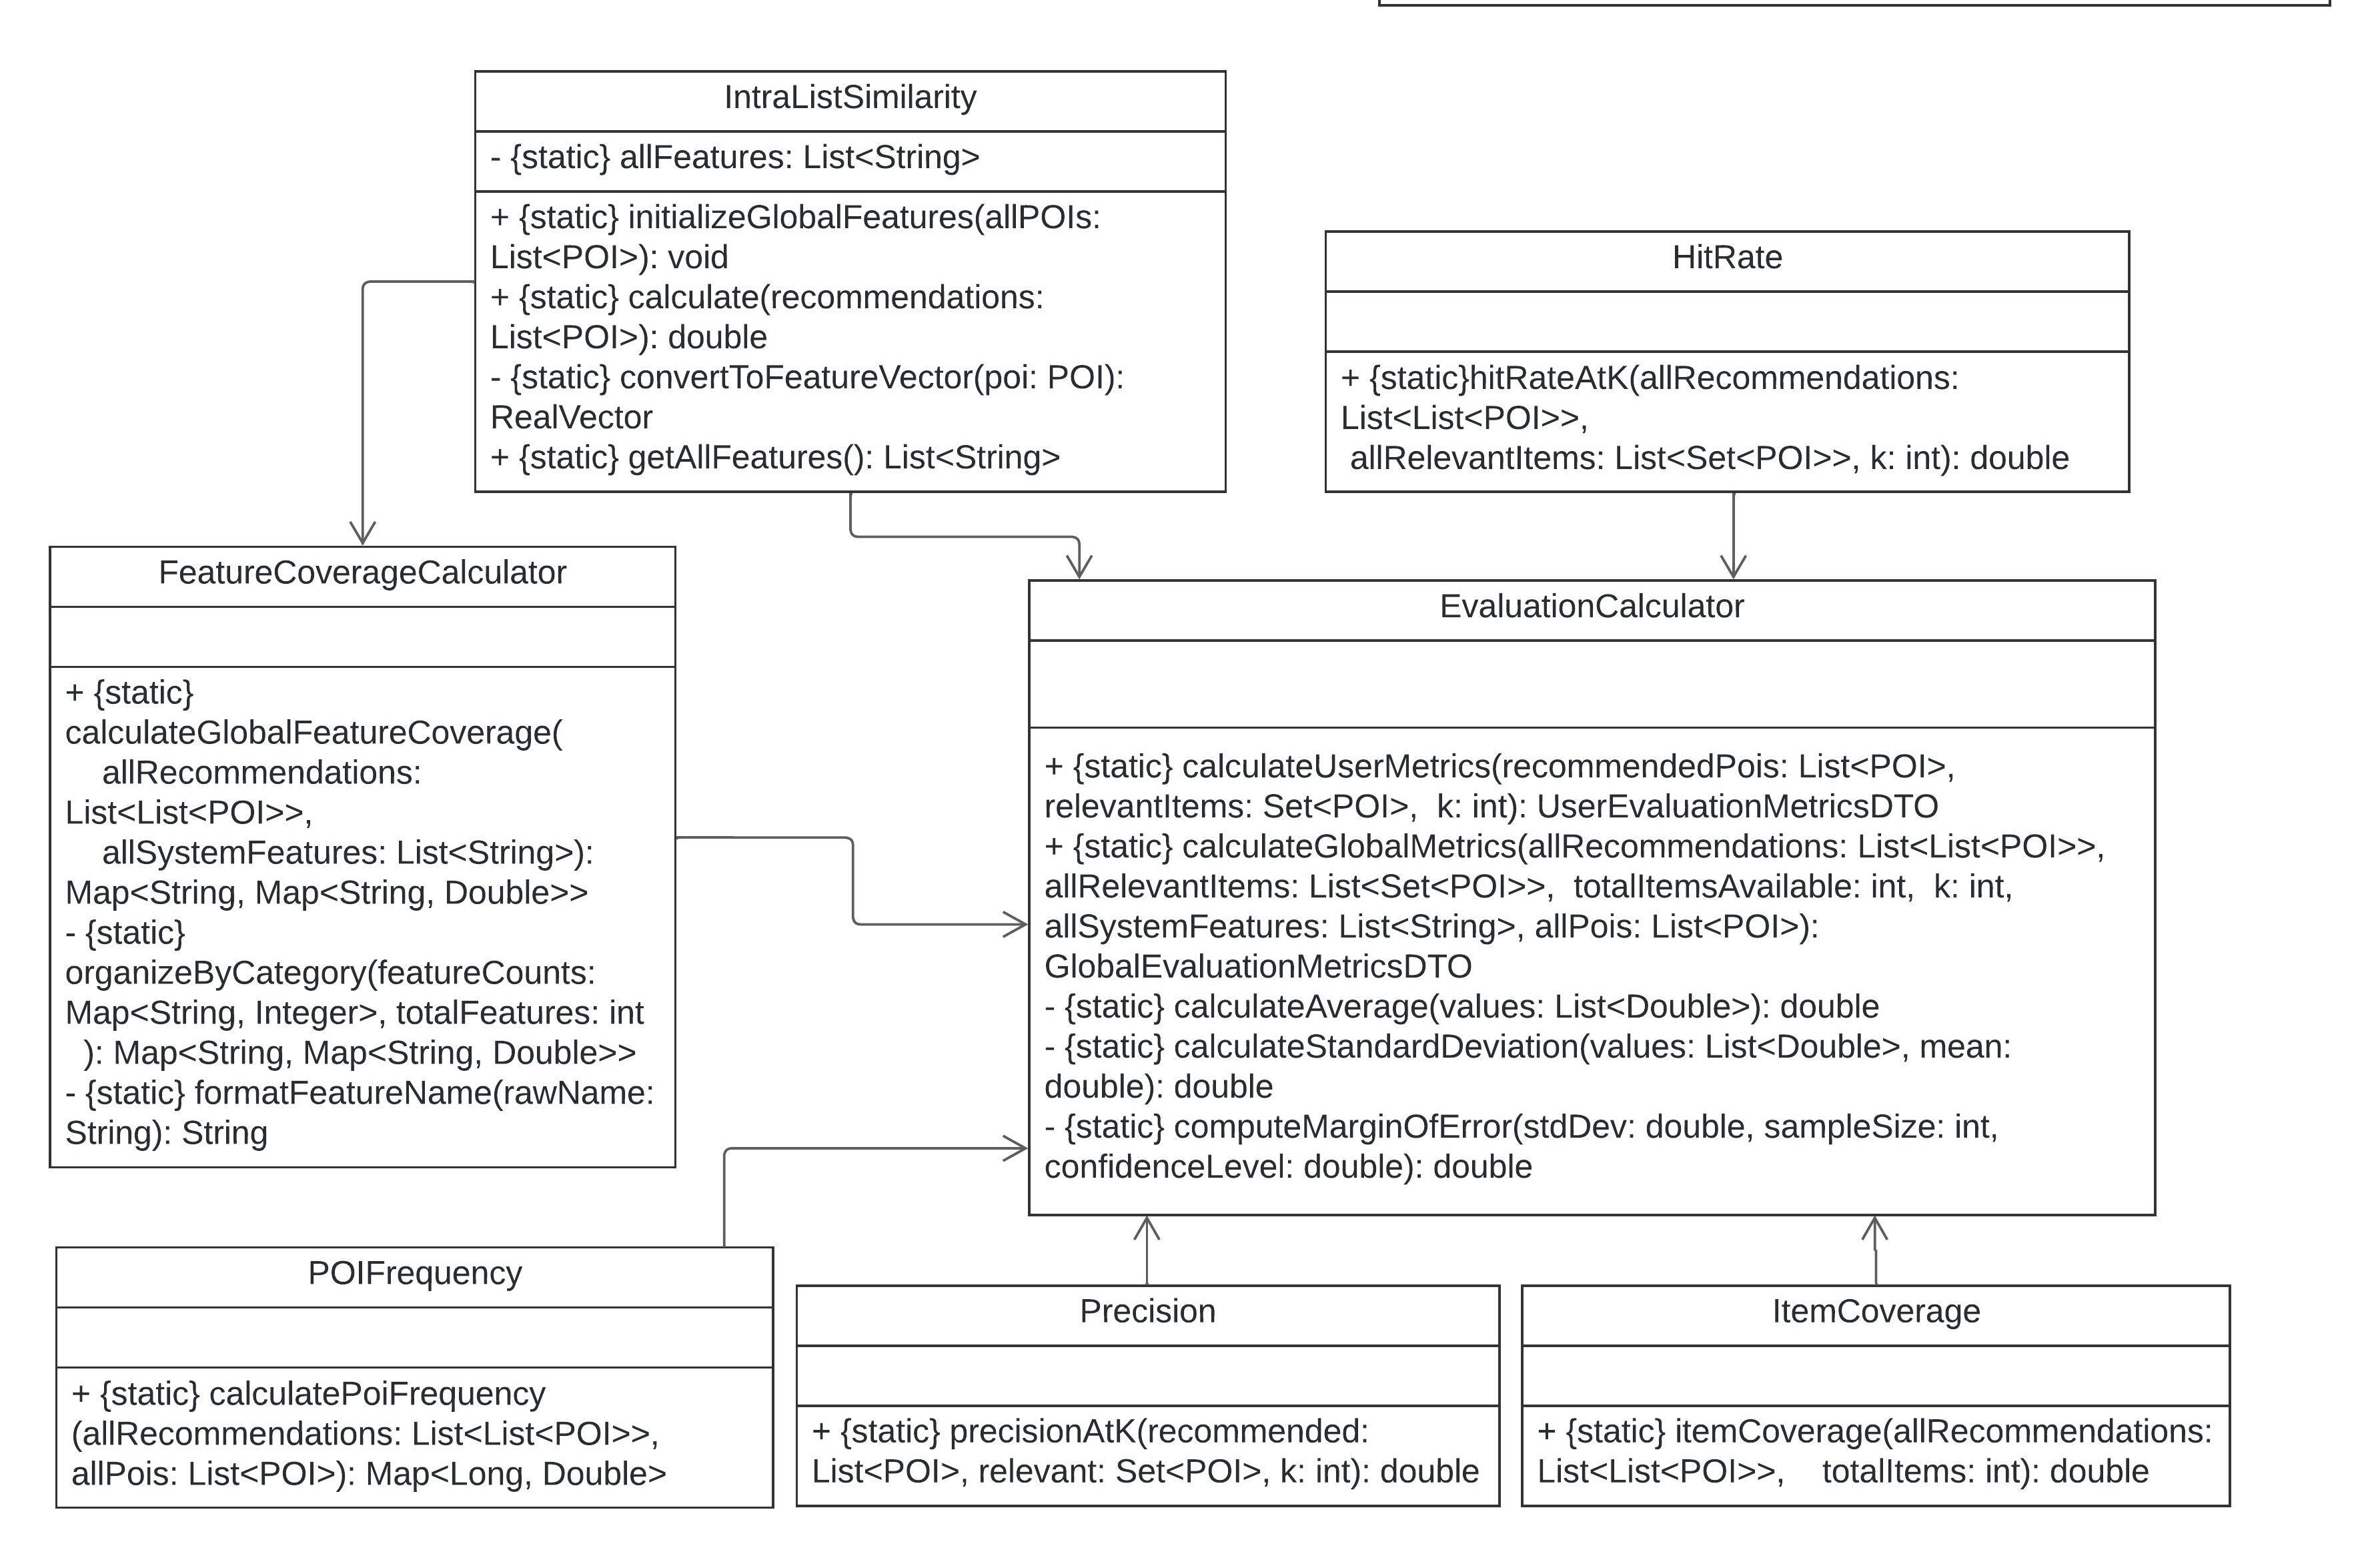 IntraListSimilarity
- {static} allFeatures: List<String>
+ {static} initializeGlobalFeatures(allPOIs:
List<POI>): void
+ {static} calculate(recommendations:
List<POI>): double
- {static} convertToFeatureVector(poi: POI):
RealVector
+ {static} getAllFeatures(): List<String>
HitRate
+ {static}hitRateAtK(allRecommendations:
List<List<POI>>,
allRelevantItems: List<Set<POI>>, k: int): double
FeatureCoverageCalculator
+ {static}
calculateGlobalFeatureCoverage(
allRecommendations:
List<List<POI>>,
allSystemFeatures: List<String>):
Map<String, Map<String, Double>>
- {static}
organizeByCategory(featureCounts:
Map<String, Integer>, totalFeatures: int
): Map<String, Map<String, Double>>
- {static} formatFeatureName(rawName:
String): String
EvaluationCalculator
+ {static} calculateUserMetrics(recommendedPois: List<POI>,
relevantItems: Set<POI>,  k: int): UserEvaluationMetricsDTO
+ {static} calculateGlobalMetrics(allRecommendations: List<List<POI>>,
allRelevantItems: List<Set<POI>>,  totalItemsAvailable: int,  k: int,
allSystemFeatures: List<String>, allPois: List<POI>):
GlobalEvaluationMetricsDTO
- {static} calculateAverage(values: List<Double>): double
- {static} calculateStandardDeviation(values: List<Double>, mean:
double): double
- {static} computeMarginOfError(stdDev: double, sampleSize: int,
confidenceLevel: double): double
POIFrequency
+ {static} calculatePoiFrequency
(allRecommendations: List<List<POI>>,
allPois: List<POI>): Map<Long, Double>
Precision
+ {static} precisionAtK(recommended:
List<POI>, relevant: Set<POI>, k: int): double
ItemCoverage
+ {static} itemCoverage(allRecommendations:
List<List<POI>>,    totalItems: int): double